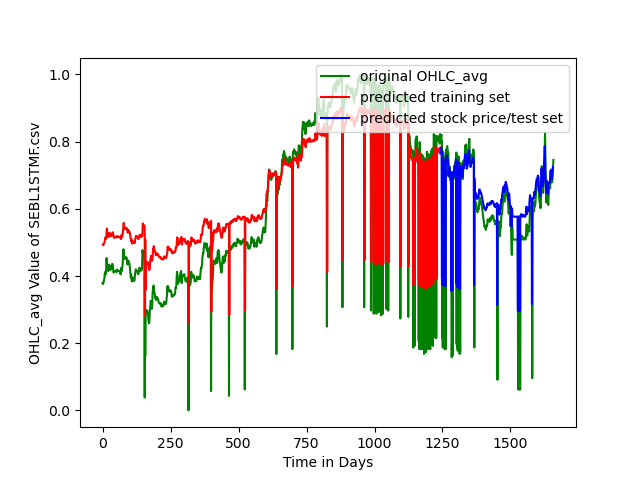 original OHLC_avg
predicted training set
predicted stock price/test set
OHLC_avg Value of SEBL1STMF.csv
1.0
0.8
0.6
0.4
0.2
0.0
0
250
500
750
1000
1250
1500
Time in Days